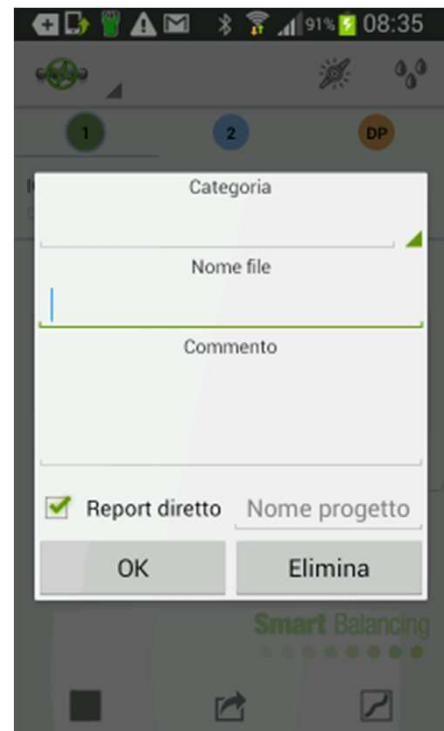 91% 08:35
1 2 DP
Categoria
Nome file
Commento
Report diretto Nome progetto
OK Elimina
Smart Balancing